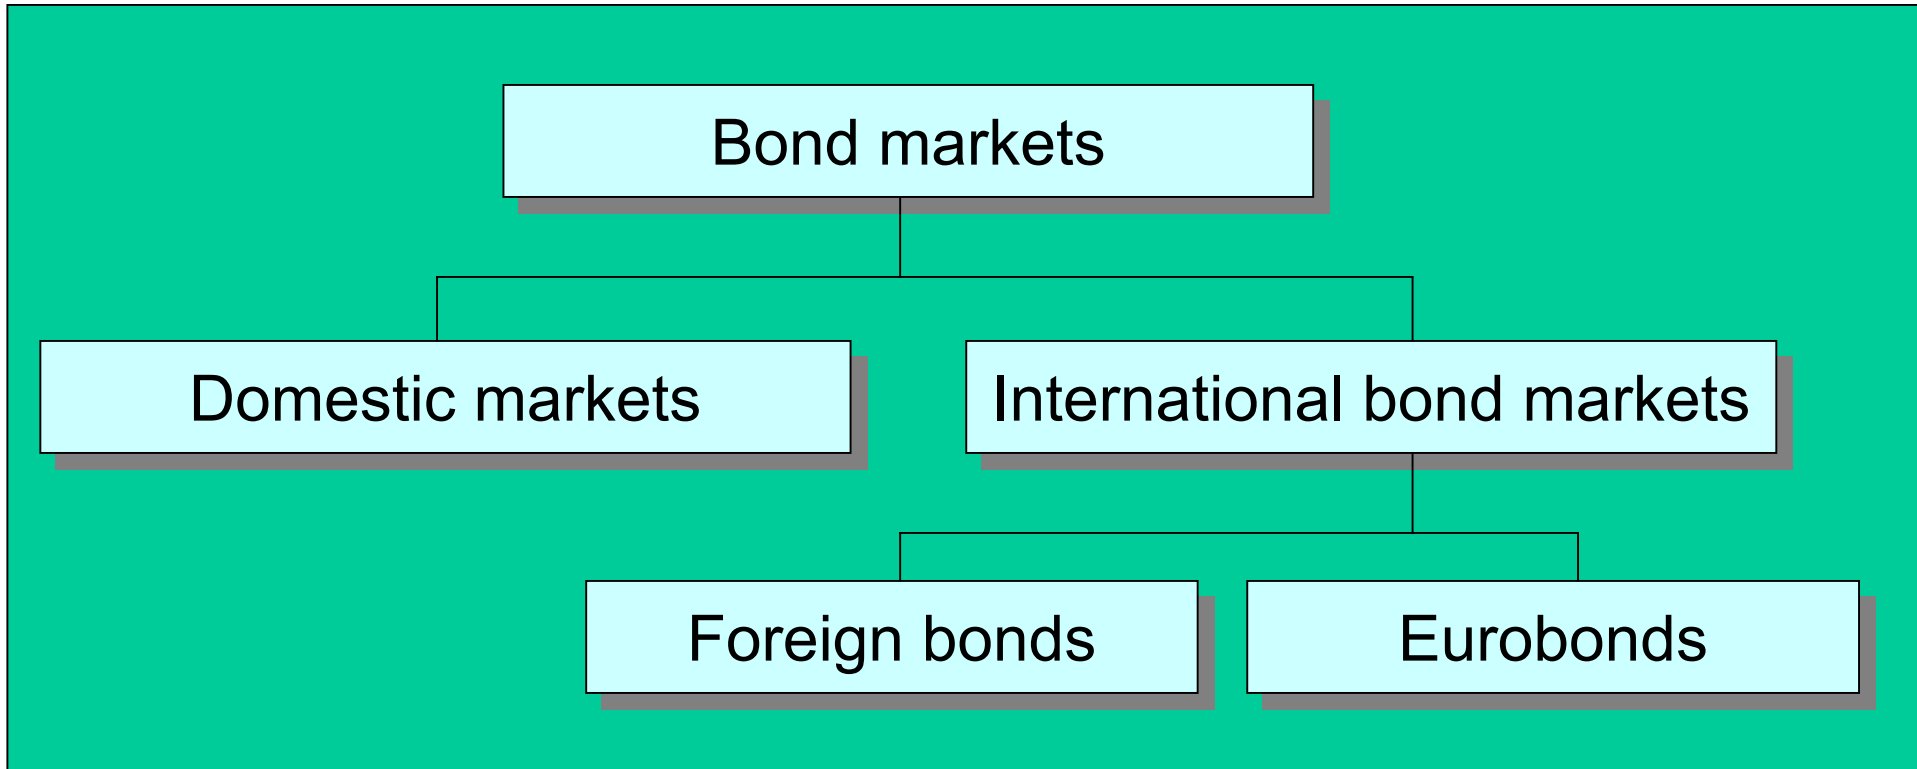 Bond markets
Domestic markets
International bond markets
Foreign bonds
Eurobonds